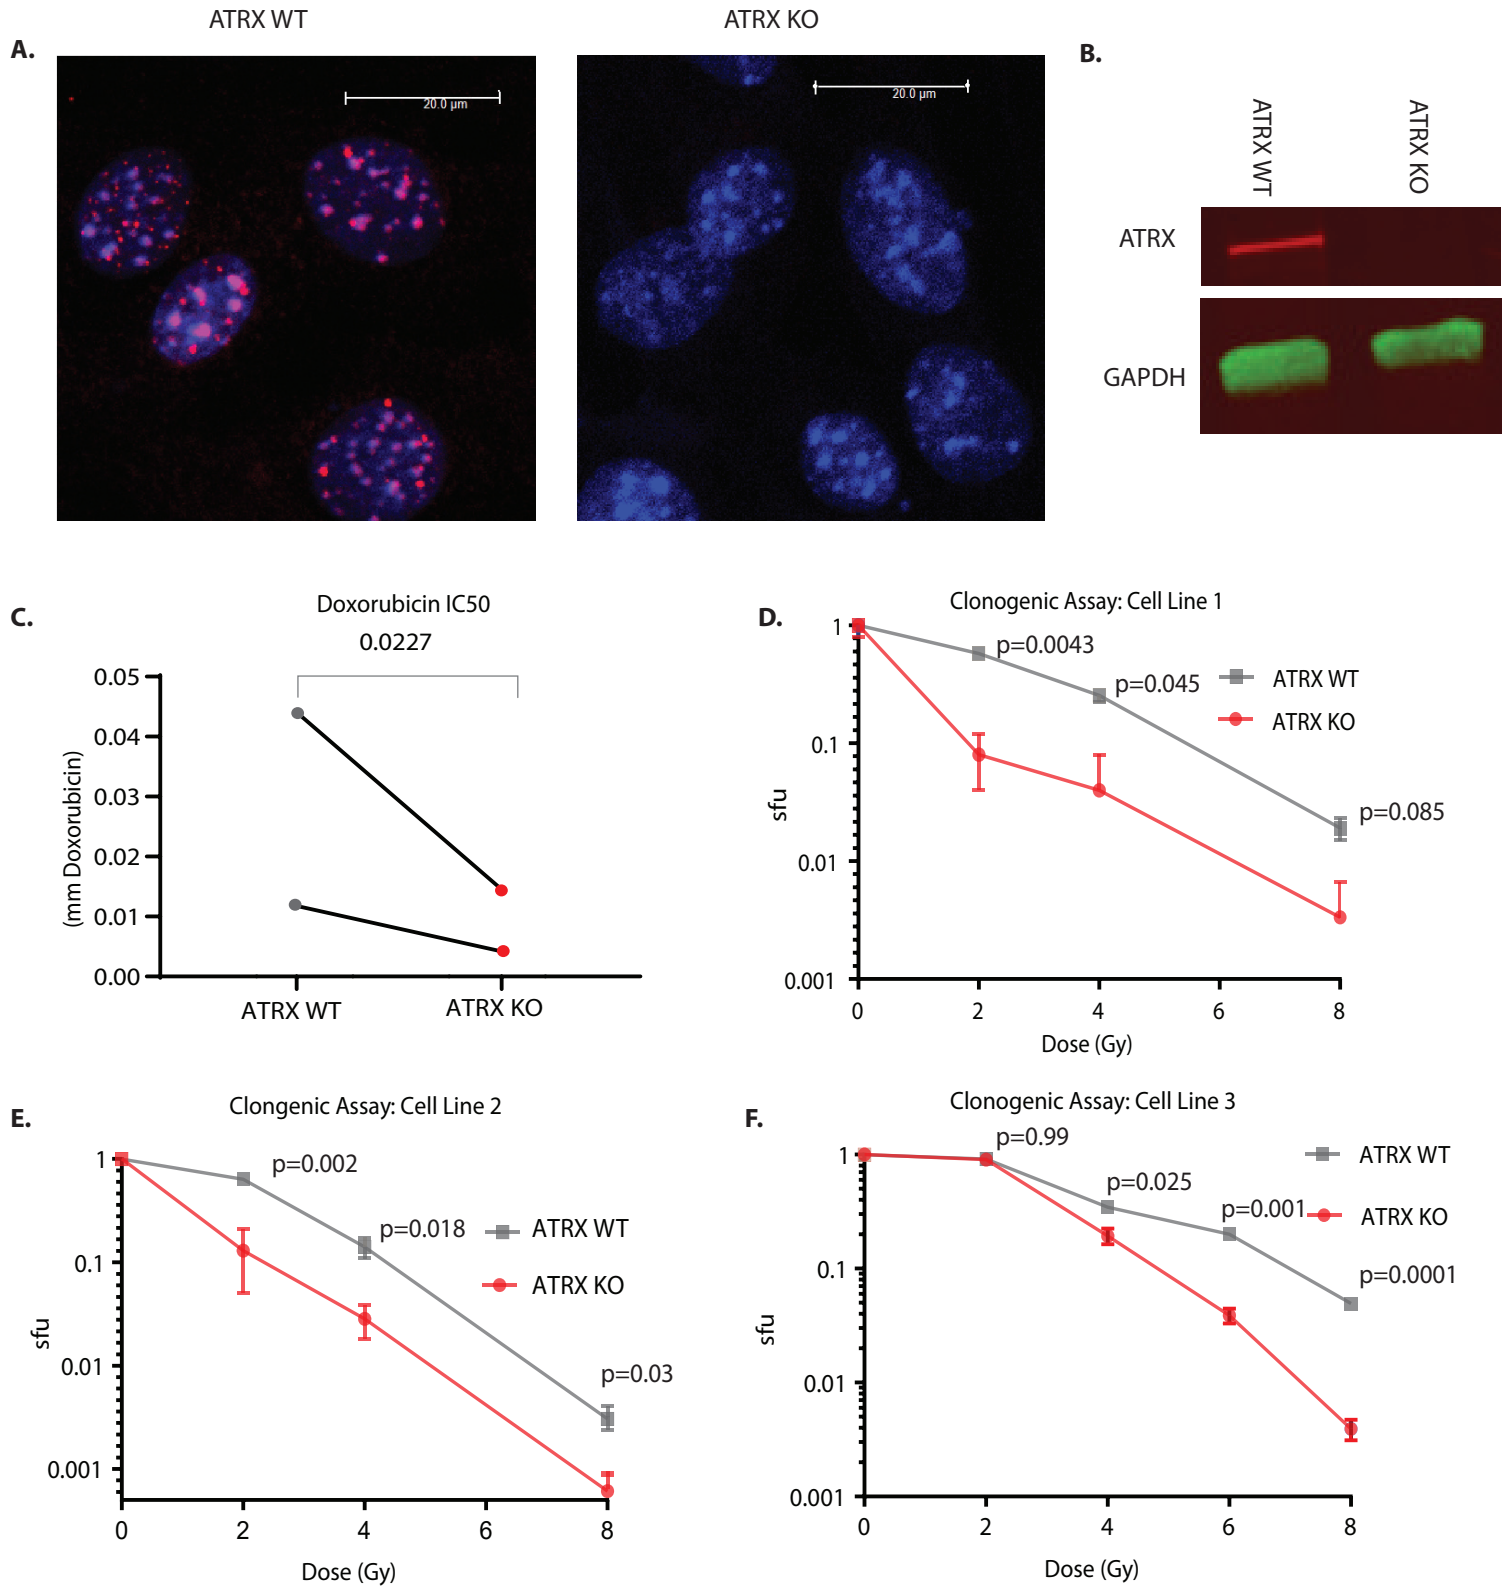 ATRX WT
ATRX KO
A.
20.0 µm
20.0 µm
B.
ATRX WT
ATRX KO
ATRX
GAPDH
C.
Doxorubicin IC50
0.0227
(mm Doxorubicin)
0.05
0.04
0.03
0.02
0.01
0.00
ATRX WT
ATRX KO
D.
Clonogenic Assay: Cell Line 1
p=0.0043
p=0.045
p=0.085
ATRX WT
ATRX KO
sfu
1
0.1
0.01
0.001
0 2 4 6 8
Dose (Gy)
E.
Clongenic Assay: Cell Line 2
p=0.002
p=0.018
p=0.03
ATRX WT
ATRX KO
sfu
1
0.1
0.01
0.001
0 2 4 6 8
Dose (Gy)
F.
Clonogenic Assay: Cell Line 3
p=0.99
p=0.025
p=0.001
p=0.0001
ATRX WT
ATRX KO
sfu
1
0.1
0.01
0.001
0 2 4 6 8
Dose (Gy)